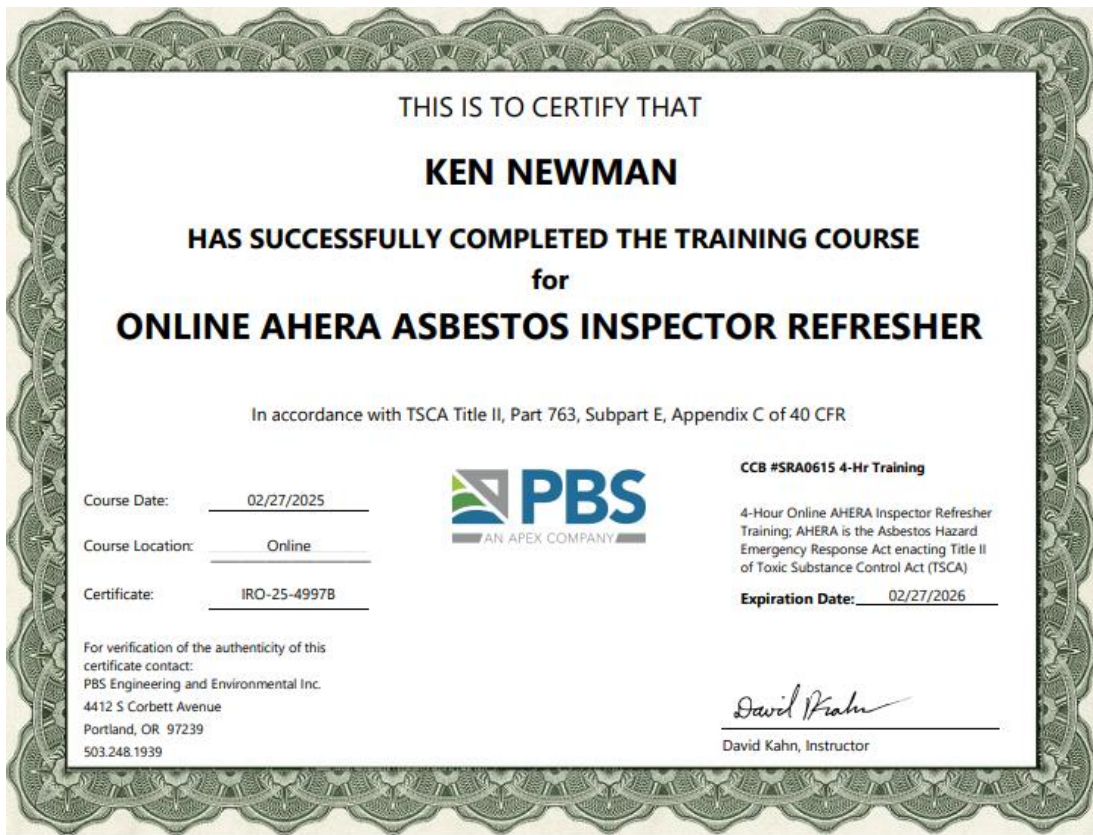 THIS IS TO CERTIFY THAT
KEN NEWMAN
HAS SUCCESSFULLY COMPLETED THE TRAINING COURSE
for
ONLINE AHERA ASBESTOS INSPECTOR REFRESHER
In accordance with TSCA Title II, Part 763, Subpart E, Appendix C of 40 CFR
Course Date: 02/27/2025
Course Location: Online
Certificate: IRO-25-4997B
For verification of the authenticity of this
certificate contact:
PBS Engineering and Environmental Inc.
4412 S Corbett Avenue
Portland, OR 97239
503.248.1939
PBS
AN APEX COMPANY
CCB #SRA0615 4-Hr Training
4-Hour Online AHERA Inspector Refresher
Training; AHERA is the Asbestos Hazard
Emergency Response Act enacting Title II
of Toxic Substance Control Act (TSCA)
Expiration Date: 02/27/2026
David Kahn
David Kahn, Instructor